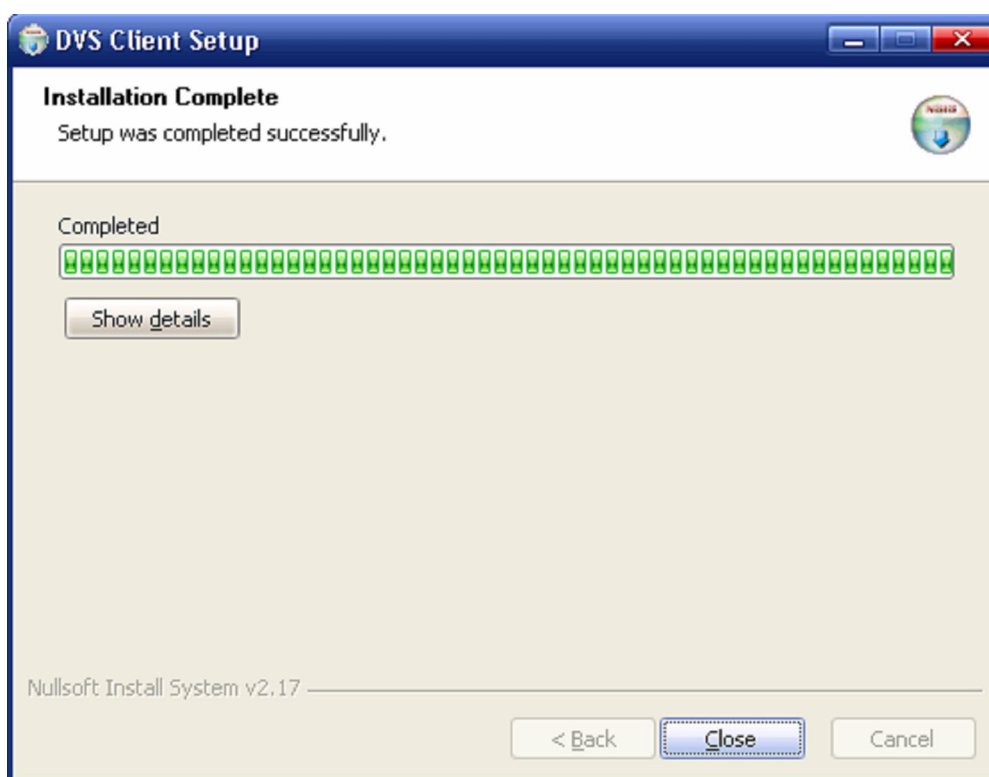 DVS Client Setup
Installation Complete
Setup was completed successfully.
NSIS
Completed
Show details
Nullsoft Install System v2.17
< Back
Close
Cancel